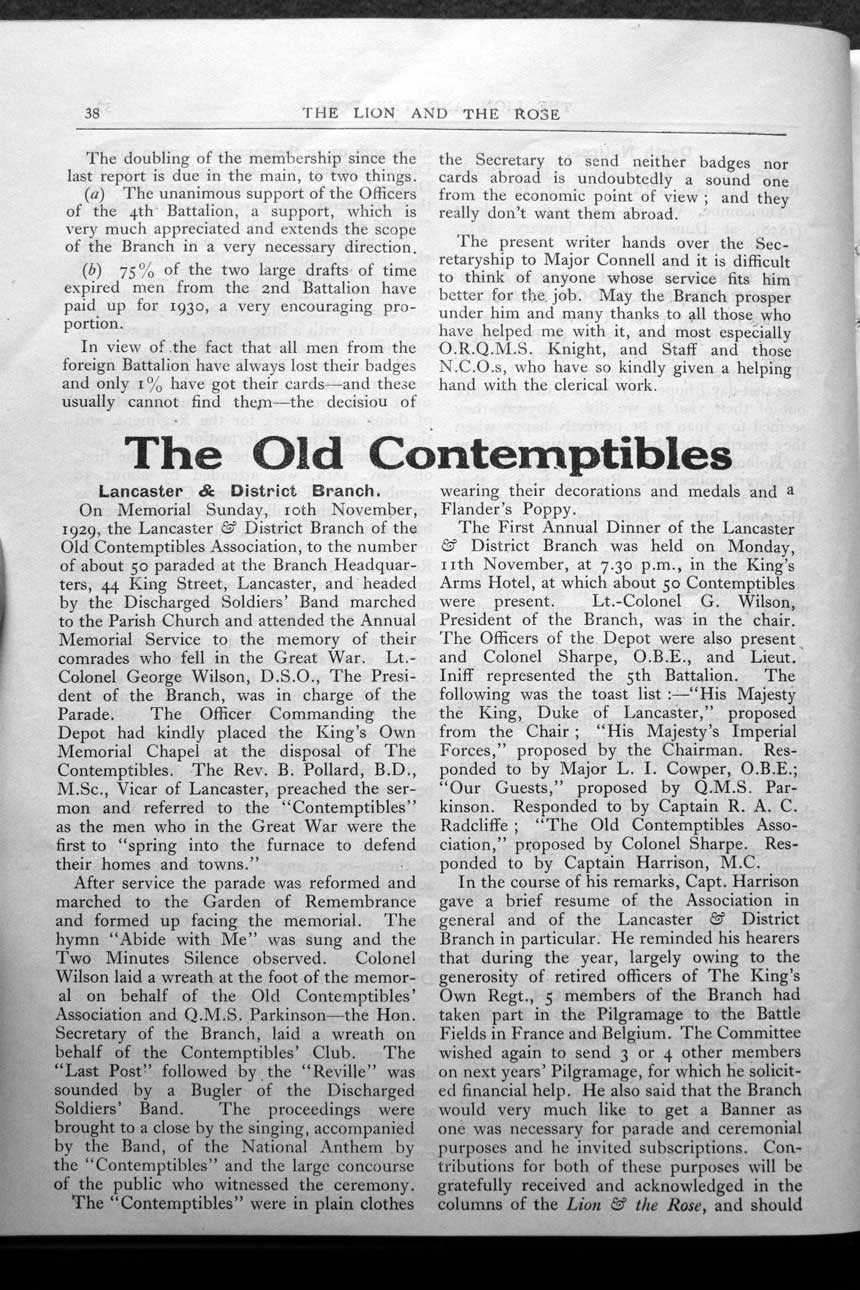 38
THE LION AND THE ROSE
The doubling of the membership since the
last report is due in the main, to two things.
(a) The unanimous support of the Officers
of the 4th Battalion, a support, which is
very much appreciated and extends the scope
of the Branch in a very necessary direction.
(b) 75% of the two large drafts of time
expired men from the 2nd Battalion have
paid up for 1930, a very encouraging pro-
portion.
In view of the fact that all men from the
foreign Battalion have always lost their badges
and only 1% have got their cards—and these
usually cannot find them—the decisiou of
the Secretary to send neither badges nor
cards abroad is undoubtedly a sound one
from the economic point of view ; and they
really don't want them abroad.
The present writer hands over the Sec-
retaryship to Major Connell and it is difficult
to think of anyone whose service fits him
better for the job. May the Branch prosper
under him and many thanks to all those who
have helped me with it, and most especially
O.R.Q.M.S. Knight, and Staff and those
N.C.O.s, who have so kindly given a helping
hand with the clerical work.
The Old Contemptibles
Lancaster & District Branch.
On Memorial Sunday, 10th November,
1929, the Lancaster & District Branch of the
Old Contemptibles Association, to the number
of about 50 paraded at the Branch Headquar-
ters, 44 King Street, Lancaster, and headed
by the Discharged Soldiers' Band marched
to the Parish Church and attended the Annual
Memorial Service to the memory of their
comrades who fell in the Great War. Lt.-
Colonel George Wilson, D.S.O., The Presi-
dent of the Branch, was in charge of the
Parade. The Officer Commanding the
Depot had kindly placed the King's Own
Memorial Chapel at the disposal of The
Contemptibles. The Rev. B. Pollard, B.D.,
M.Sc., Vicar of Lancaster, preached the ser-
mon and referred to the "Contemptibles"
as the men who in the Great War were the
first to "spring into the furnace to defend
their homes and towns."
After service the parade was reformed and
marched to the Garden of Remembrance
and formed up facing the memorial. The
hymn "Abide with Me" was sung and the
Two Minutes Silence observed. Colonel
Wilson laid a wreath at the foot of the memor-
al on behalf of the Old Contemptibles'
Association and Q.M.S. Parkinson—the Hon.
Secretary of the Branch, laid a wreath on
behalf of the Contemptibles' Club. The
"Last Post" followed by the "Reville" was
sounded by a Bugler of the Discharged
Soldiers' Band. The proceedings were
brought to a close by the singing, accompanied
by the Band, of the National Anthem by
the "Contemptibles" and the large concourse
of the public who witnessed the ceremony.
The "Contemptibles" were in plain clothes
wearing their decorations and medals and a
Flander's Poppy.
The First Annual Dinner of the Lancaster
& District Branch was held on Monday,
11th November, at 7.30 p.m., in the King's
Arms Hotel, at which about 50 Contemptibles
were present. Lt.-Colonel G. Wilson,
President of the Branch, was in the chair.
The Officers of the Depot were also present
and Colonel Sharpe, O.B.E., and Lieut.
Iniff represented the 5th Battalion. The
following was the toast list :—"His Majesty
the King, Duke of Lancaster," proposed
from the Chair ; "His Majesty's Imperial
Forces," proposed by the Chairman. Res-
ponded to by Major L. I. Cowper, O.B.E.;
"Our Guests," proposed by Q.M.S. Par-
kinson. Responded to by Captain R. A. C.
Radcliffe ; "The Old Contemptibles Asso-
ciation," proposed by Colonel Sharpe. Res-
ponded to by Captain Harrison, M.C.
In the course of his remarks, Capt. Harrison
gave a brief resume of the Association in
general and of the Lancaster & District
Branch in particular. He reminded his hearers
that during the year, largely owing to the
generosity of retired officers of The King's
Own Regt., 5 members of the Branch had
taken part in the Pilgramage to the Battle
Fields in France and Belgium. The Committee
wished again to send 3 or 4 other members
on next years' Pilgramage, for which he solicit-
ed financial help. He also said that the Branch
would very much like to get a Banner as
one was necessary for parade and ceremonial
purposes and he invited subscriptions. Con-
tributions for both of these purposes will be
gratefully received and acknowledged in the
columns of the Lion & the Rose, and should